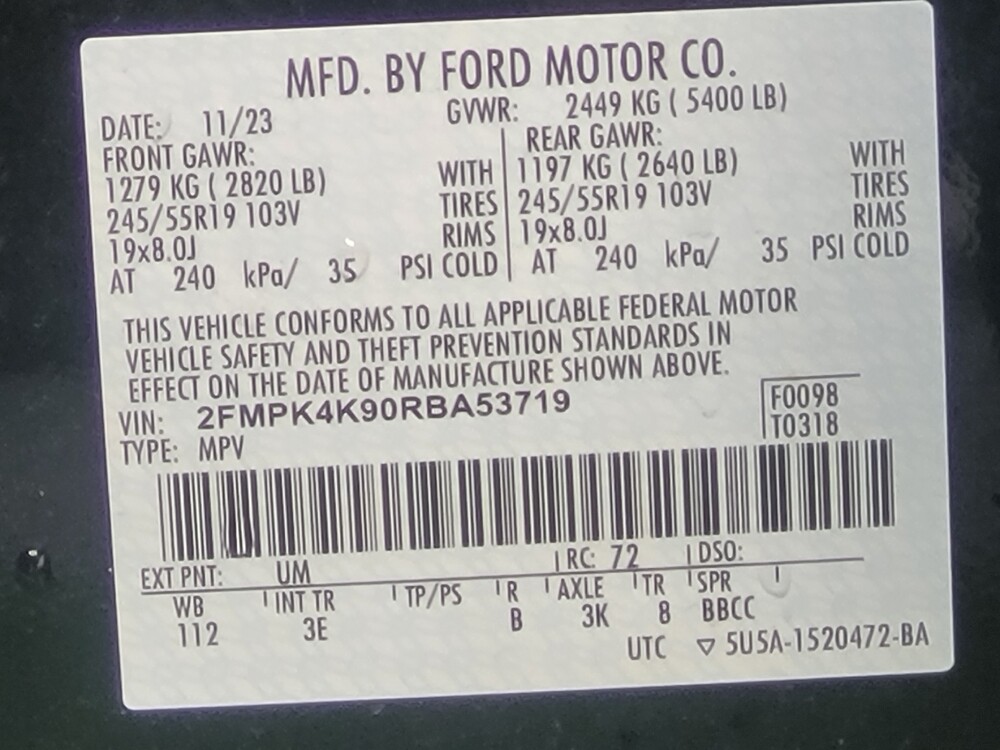 MFD. BY FORD MOTOR CO.
DATE: 11/23
GVWR: 2449 KG ( 5400 LB)
FRONT GAWR:
1279 KG ( 2820 LB) WITH
245/55R19 103V TIRES
19x8.0J RIMS
AT 240 kPa/ 35 PSI COLD
REAR GAWR:
1197 KG ( 2640 LB) WITH
245/55R19 103V TIRES
19x8.0J RIMS
AT 240 kPa/ 35 PSI COLD
THIS VEHICLE CONFORMS TO ALL APPLICABLE FEDERAL MOTOR
VEHICLE SAFETY AND THEFT PREVENTION STANDARDS IN
EFFECT ON THE DATE OF MANUFACTURE SHOWN ABOVE.
VIN: 2FMPK4K90RBA53719
TYPE: MPV
F0098
T0318
EXT PNT: UM RC: 72 DSO:
WB INT TR TP/PS R AXLE TR SPR
112 3E B 3K 8 BBCC
UTC ▽ 5U5A-1520472-BA